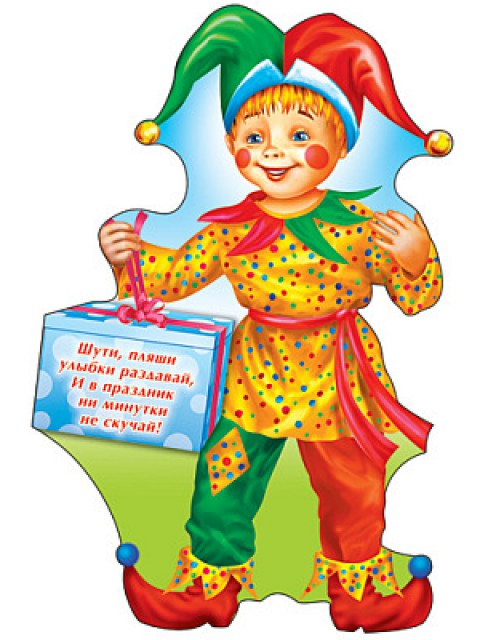 Шути, пляши
улыбки раздавай,
И в праздник
ни минутки
не скучай!